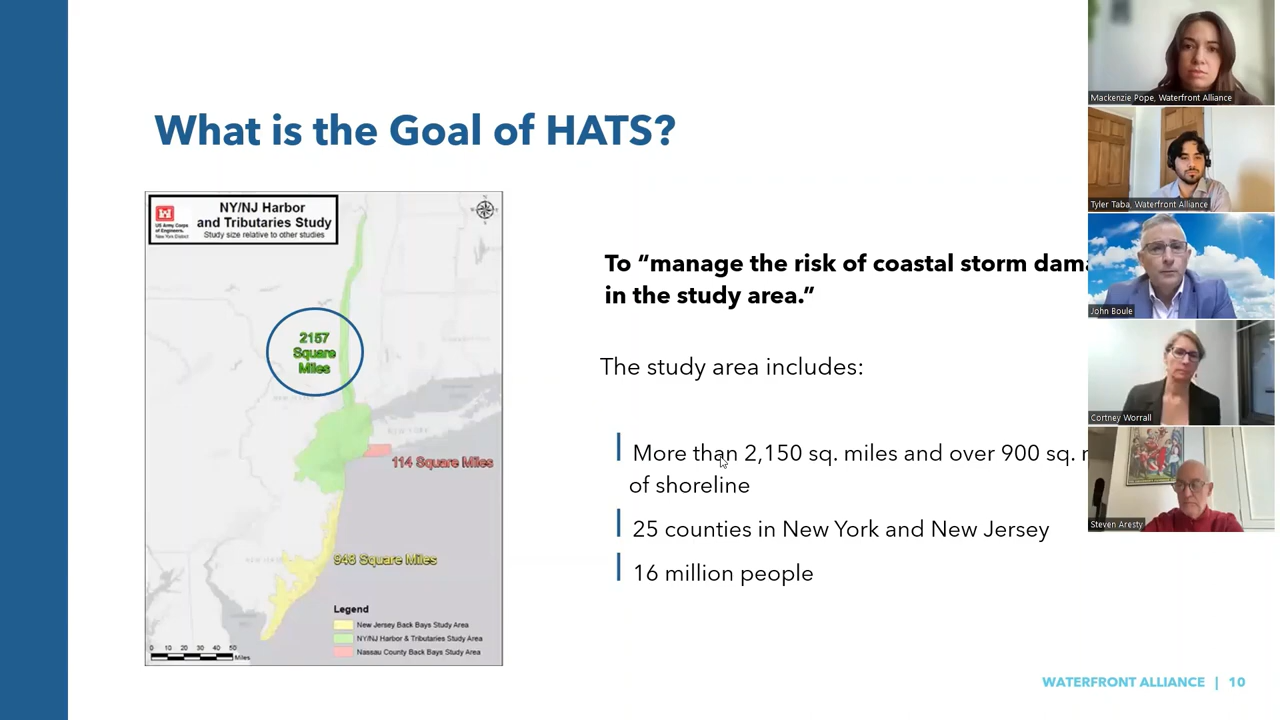 What is the Goal of HATS?
US Army Corps
of Engineers.
New York District
NY/NJ Harbor
and Tributaries Study
Study size relative to other studies
2157
Square
Miles
NEW YORK
114 Square Miles
948 Square Miles
Legend
New Jersey Back Bays Study Area
NY/NJ Harbor & Tributaries Study Area
Nassau County Back Bays Study Area
0 10 20 30 40 50
Miles
To “manage the risk of coastal storm dama
in the study area.”
The study area includes:
More than 2,150 sq. miles and over 900 sq. m
of shoreline
25 counties in New York and New Jersey
16 million people
WATERFRONT ALLIANCE | 10
Mackenzie Pope, Waterfront Alliance
Tyler Taba, Waterfront Alliance
John Boule
Cortney Worrall
Steven Aresty